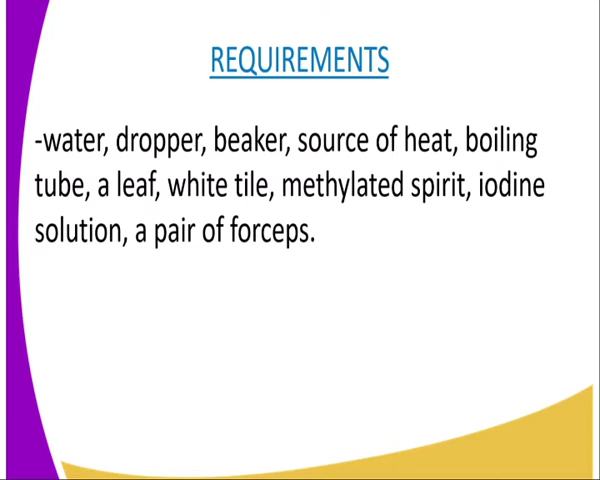 REQUIREMENTS
-water, dropper, beaker, source of heat, boiling
tube, a leaf, white tile, methylated spirit, iodine
solution, a pair of forceps.